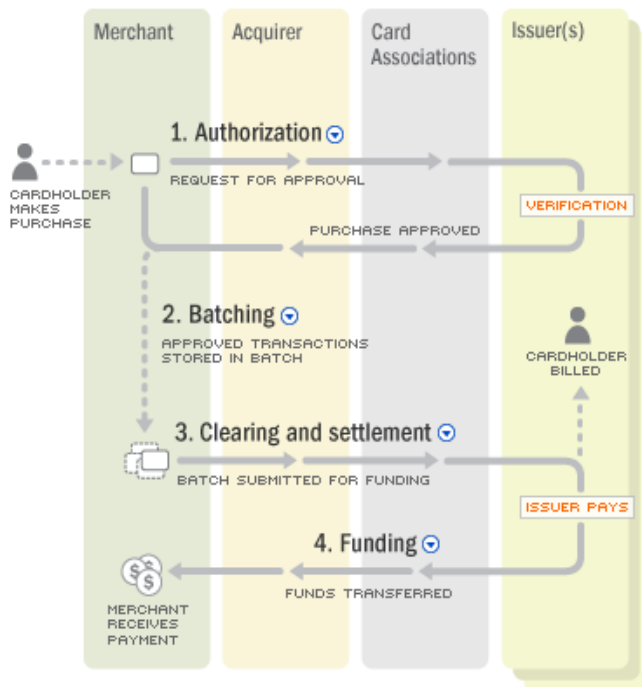 Merchant
Acquirer
Card
Associations
Issuer(s)
1. Authorization
REQUEST FOR APPROVAL
CARDHOLDER
MAKES
PURCHASE
VERIFICATION
PURCHASE APPROVED
2. Batching
APPROVED TRANSACTIONS
STORED IN BATCH
CARDHOLDER
BILLED
3. Clearing and settlement
BATCH SUBMITTED FOR FUNDING
ISSUER PAYS
4. Funding
$ $ $
FUNDS TRANSFERRED
MERCHANT
RECEIVES
PAYMENT